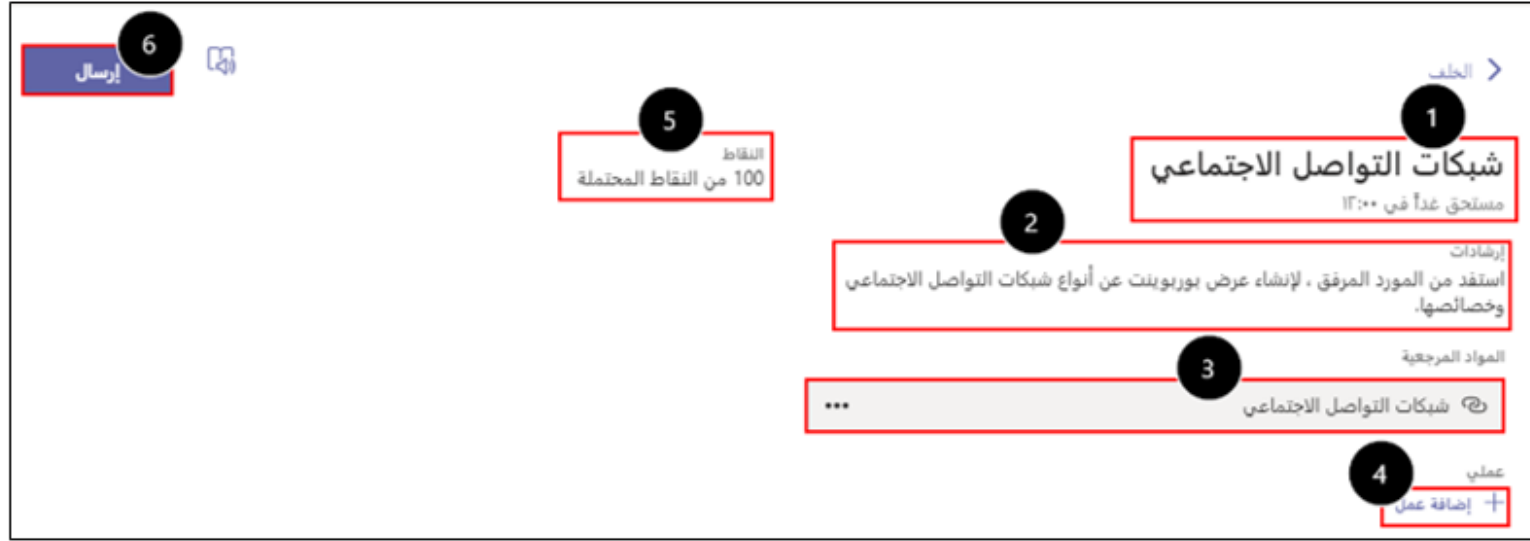 الخلف
6
إرسال
1
شبكات التواصل الاجتماعي
مستحق غداً في ١٢:٠٠
5
النقاط
100 من النقاط المحتملة
2
إرشادات
استفد من المورد المرفق ، لإنشاء عرض بوربوينت عن أنواع شبكات التواصل الاجتماعي
وخصائصها.
المواد المرجعية
3
شبكات التواصل الاجتماعي
4
عملي
+ إضافة عمل